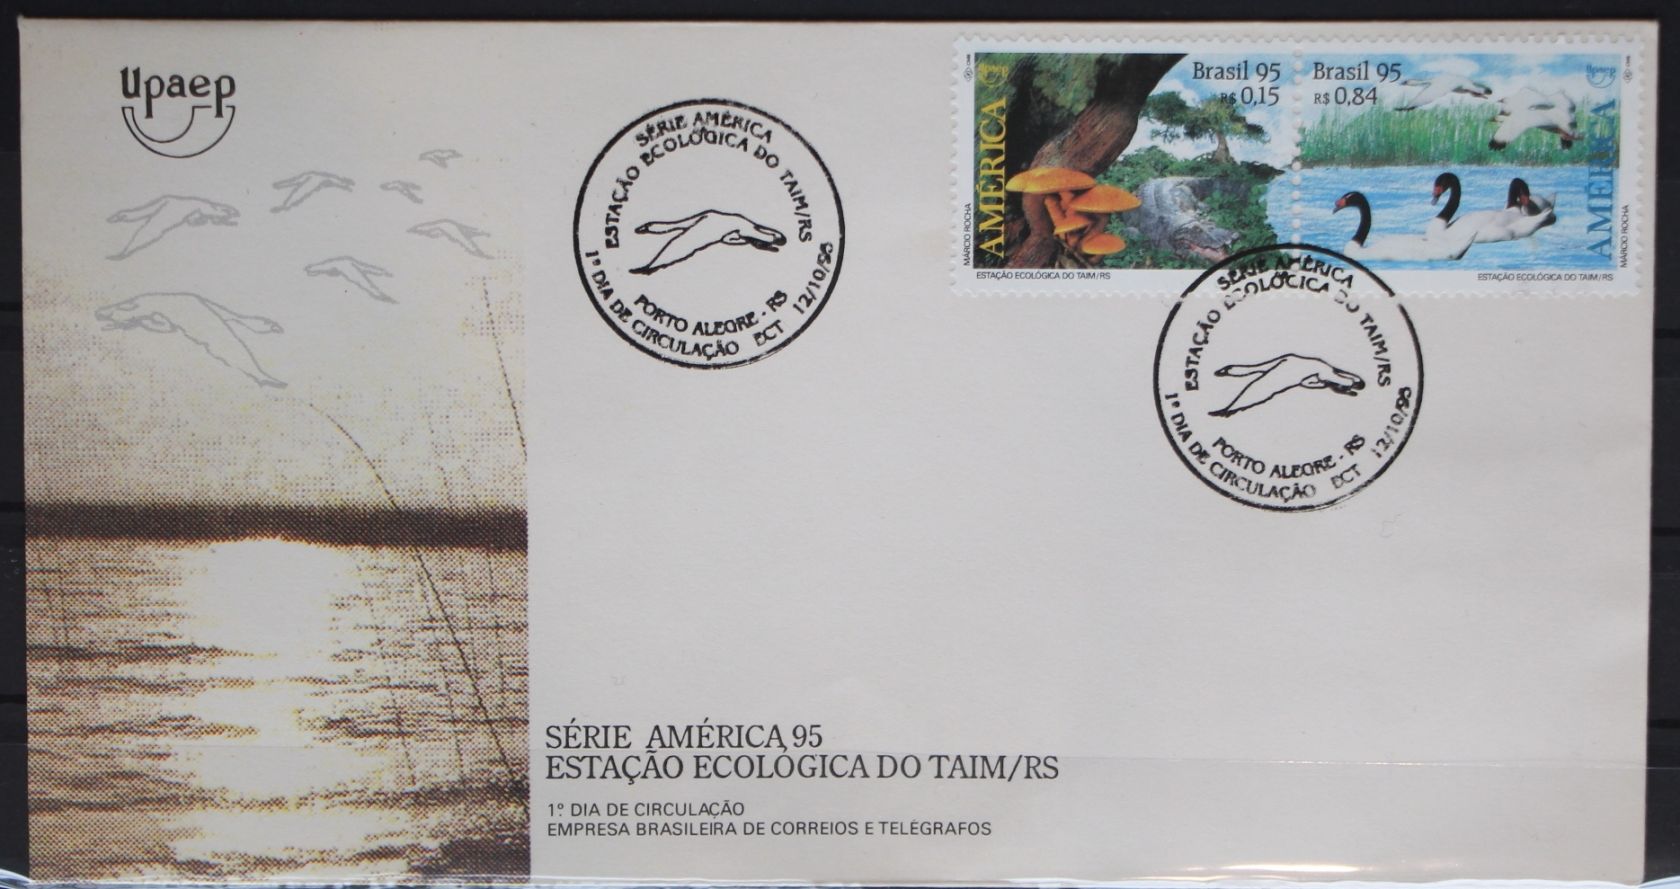 upaep
SÉRIE AMÉRICA
ESTAÇÃO ECOLÓGICA DO TAIM/RS
PORTO ALEGRE - RS
1º DIA DE CIRCULAÇÃO ECT 12/10/95
upaep
AMÉRICA
Brasil 95
R$ 0,15
MÁRCIO ROCHA
ESTAÇÃO ECOLÓGICA DO TAIM/RS
Brasil 95
R$ 0,84
upaep
AMÉRICA
MÁRCIO ROCHA
ESTAÇÃO ECOLÓGICA DO TAIM/RS
SÉRIE AMÉRICA
ESTAÇÃO ECOLÓGICA DO TAIM/RS
PORTO ALEGRE - RS
1º DIA DE CIRCULAÇÃO ECT 12/10/95
SÉRIE AMÉRICA 95
ESTAÇÃO ECOLÓGICA DO TAIM/RS
1º DIA DE CIRCULAÇÃO
EMPRESA BRASILEIRA DE CORREIOS E TELÉGRAFOS